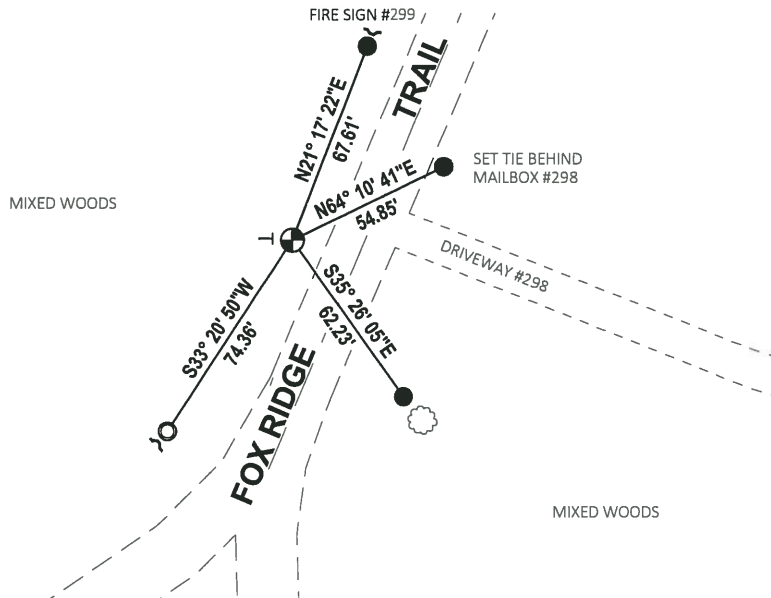 FIRE SIGN #299
TRAIL
N21° 17' 22"E
67.61'
SET TIE BEHIND
MAILBOX #298
N64° 10' 41"E
54.85'
MIXED WOODS
T
DRIVEWAY #298
S35° 26' 05"E
62.23'
S33° 20' 50"W
74.36'
FOX RIDGE
MIXED WOODS